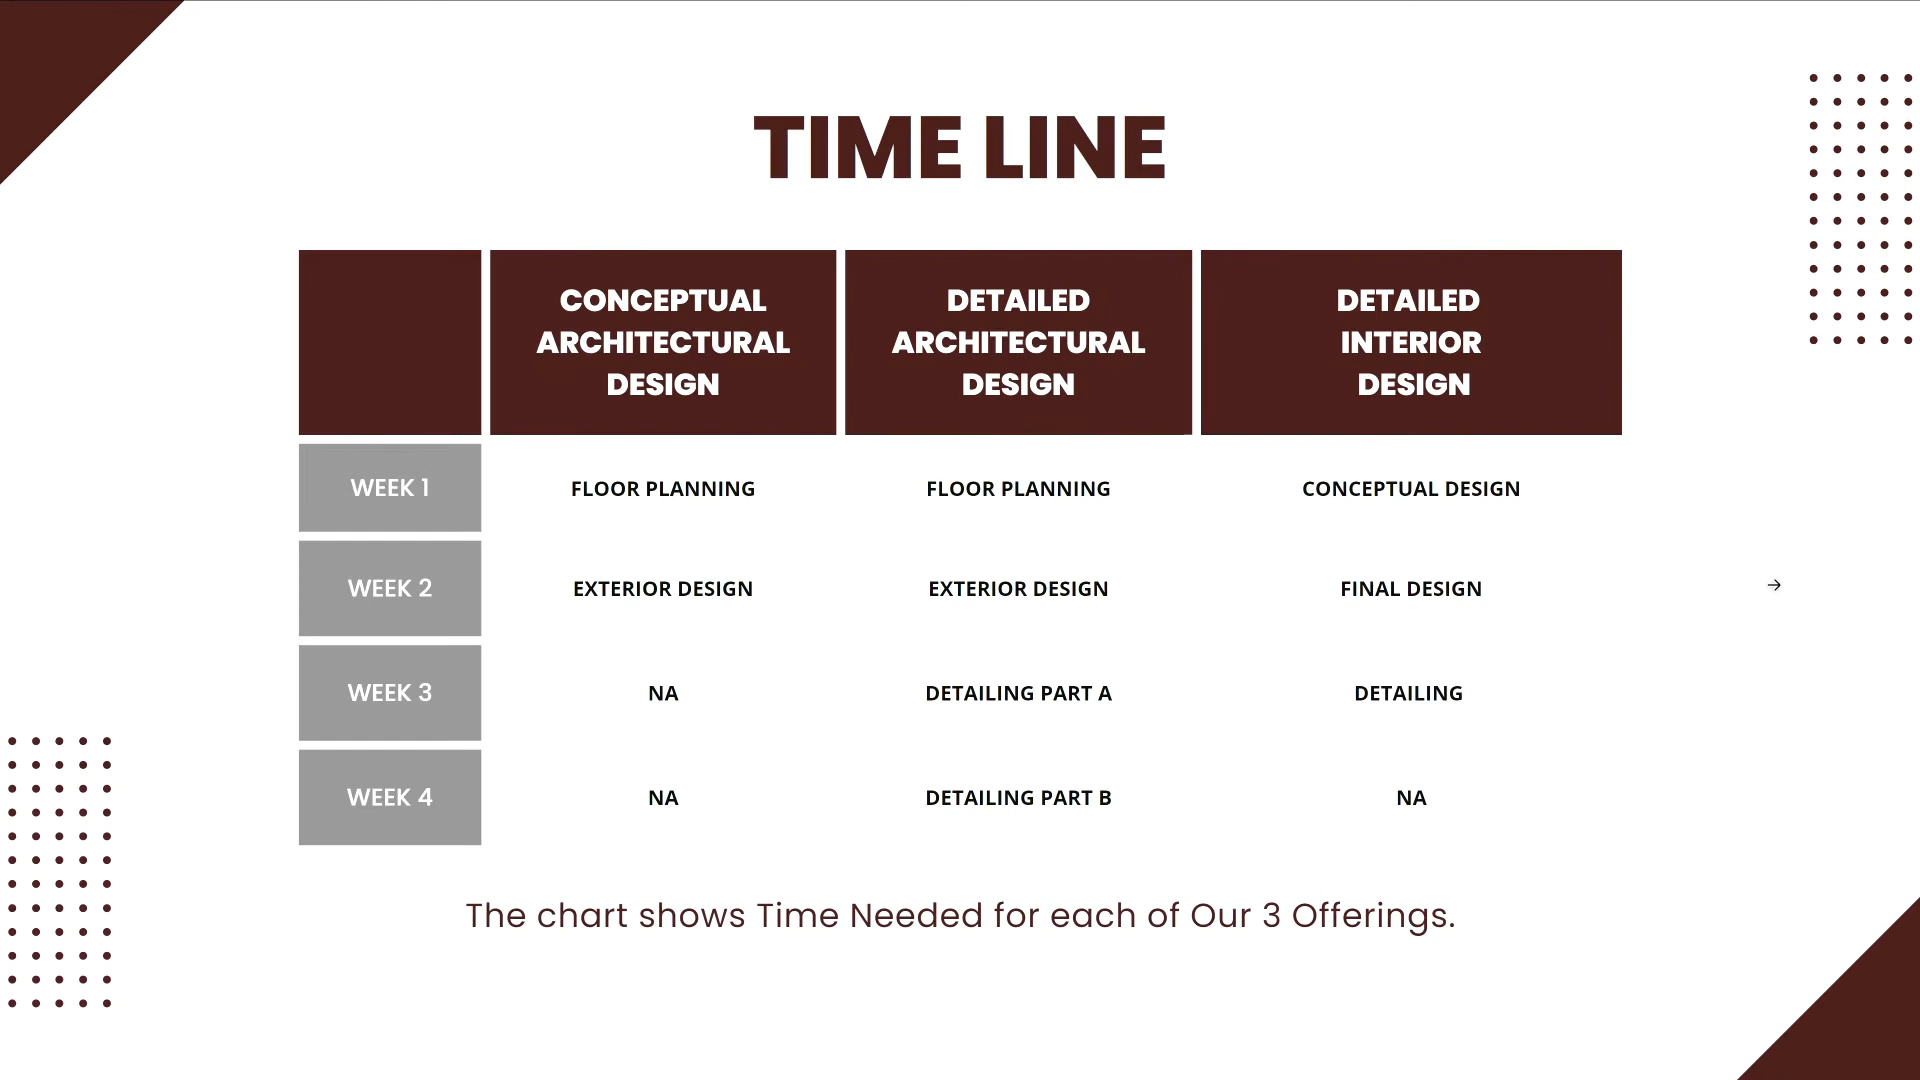 TIME LINE
CONCEPTUAL
ARCHITECTURAL
DESIGN
DETAILED
ARCHITECTURAL
DESIGN
DETAILED
INTERIOR
DESIGN
WEEK 1
FLOOR PLANNING
FLOOR PLANNING
CONCEPTUAL DESIGN
WEEK 2
EXTERIOR DESIGN
EXTERIOR DESIGN
FINAL DESIGN
WEEK 3
NA
DETAILING PART A
DETAILING
WEEK 4
NA
DETAILING PART B
NA
The chart shows Time Needed for each of Our 3 Offerings.